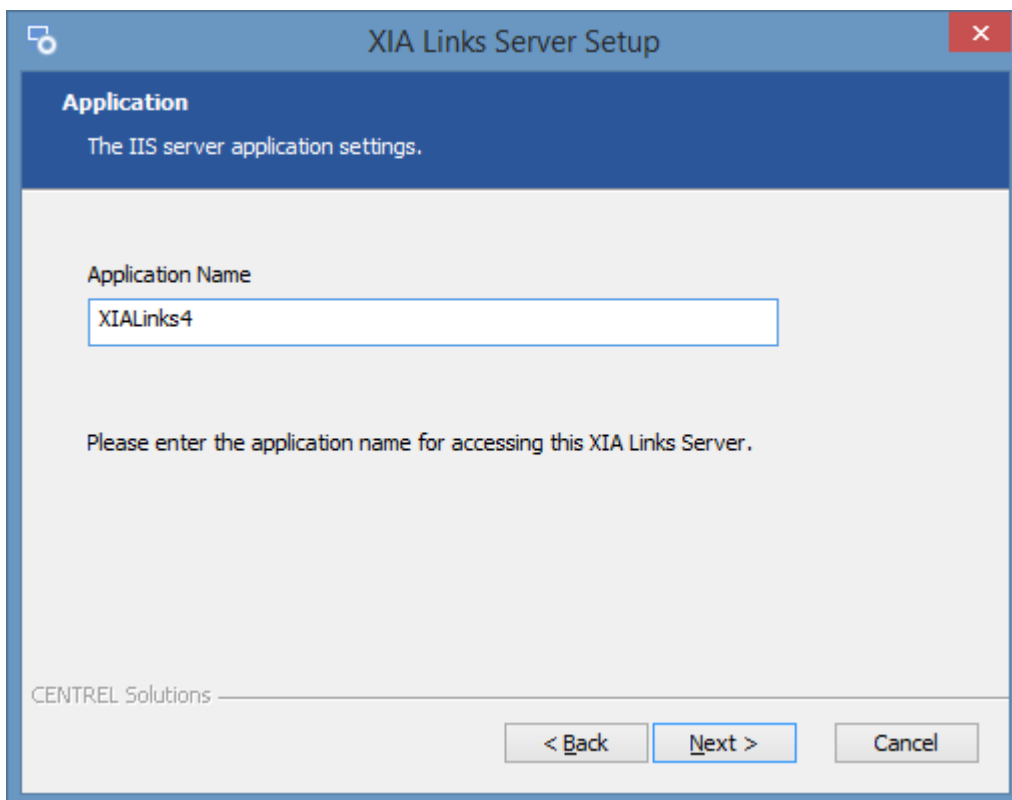 XIA Links Server Setup
Application
The IIS server application settings.
Application Name
XIALinks4
Please enter the application name for accessing this XIA Links Server.
CENTREL Solutions
< Back Next > Cancel